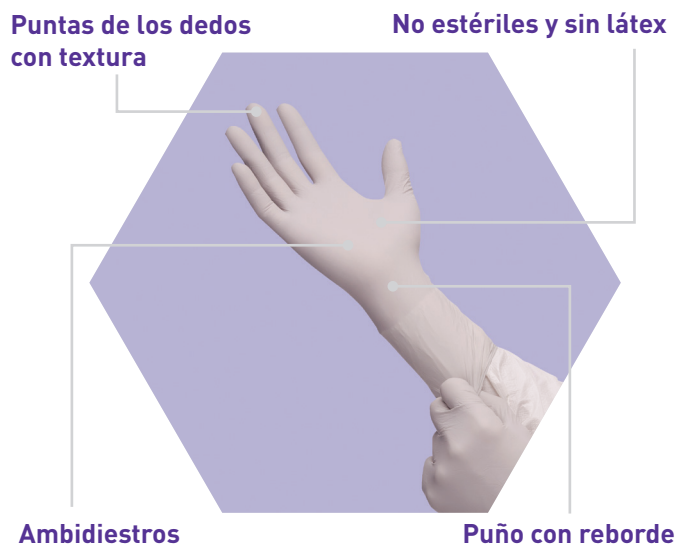 Puntas de los dedos
con textura
No estériles y sin látex
Ambidiestros
Puño con reborde